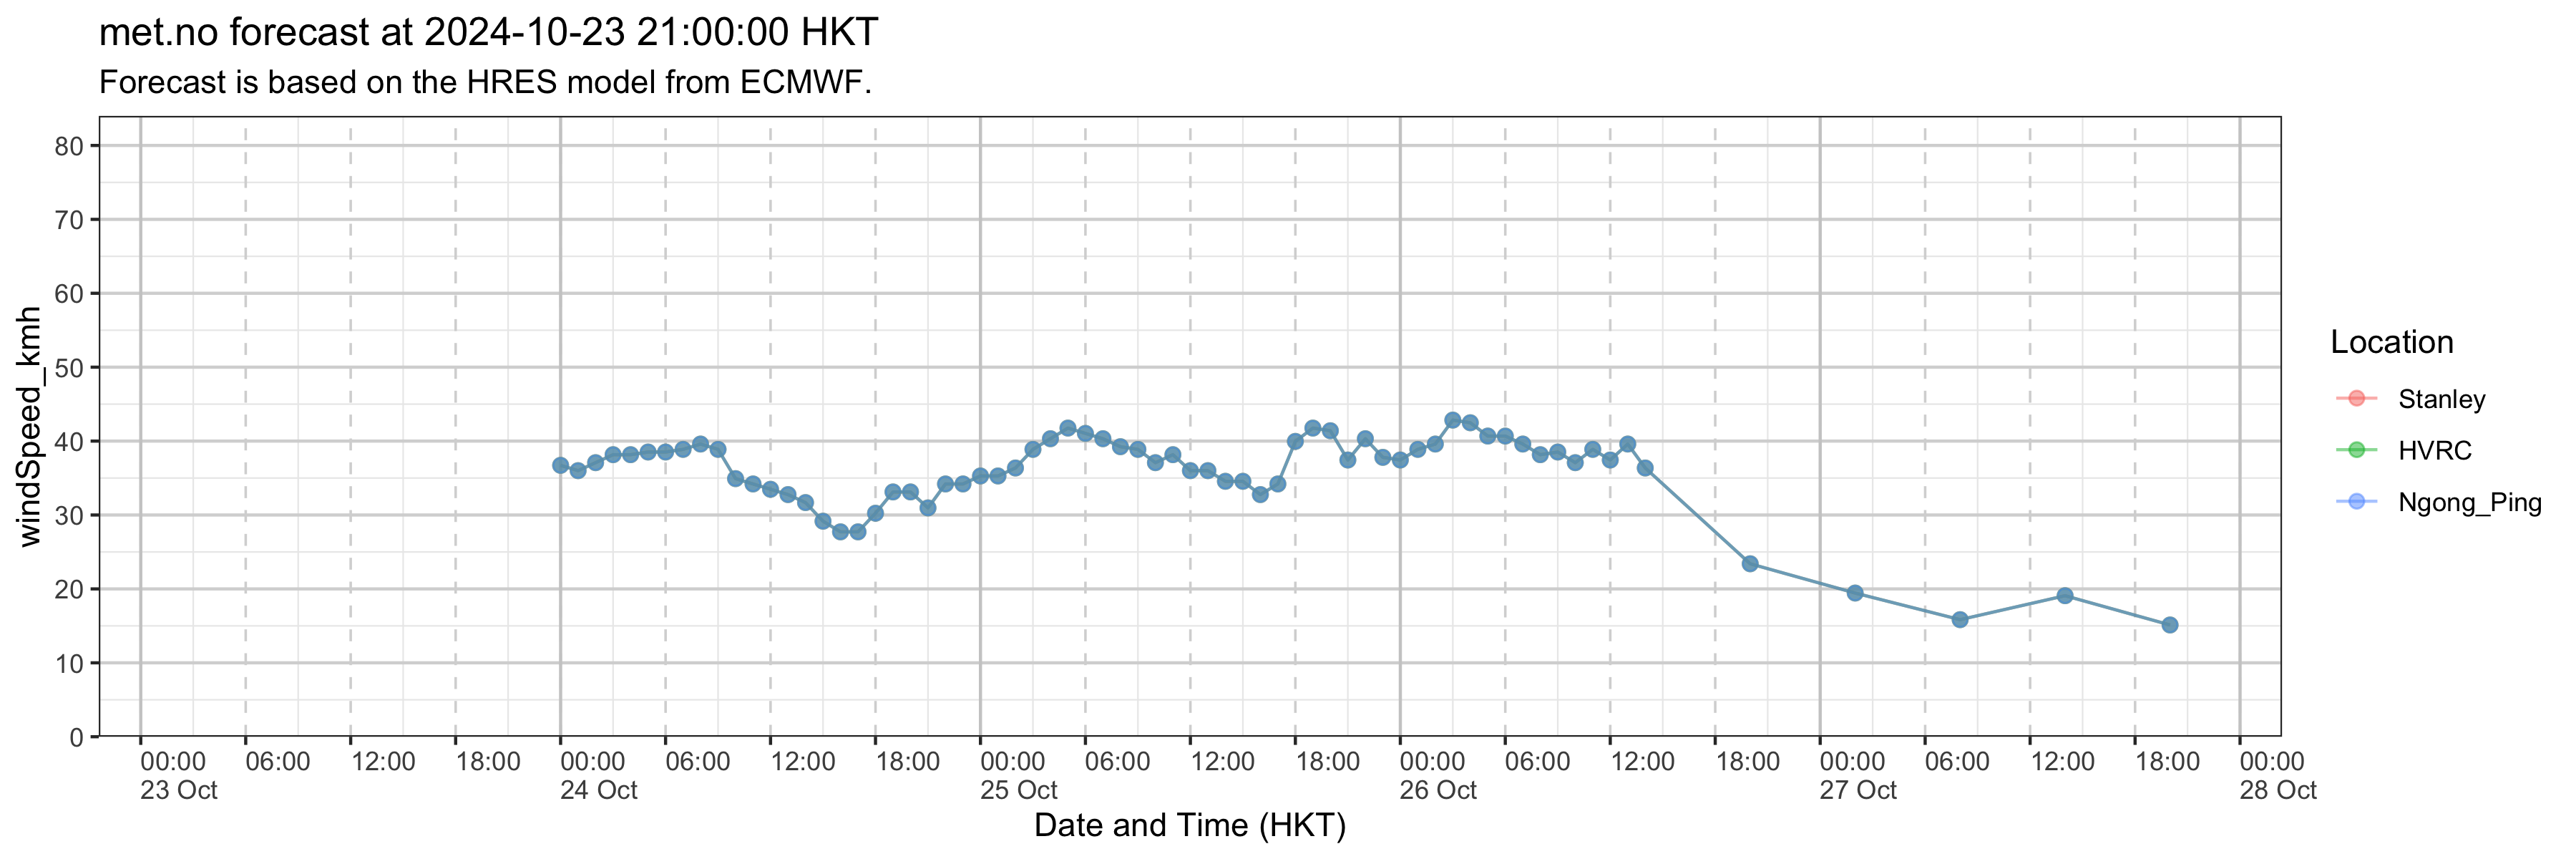 met.no forecast at 2024-10-23 21:00:00 HKT
Forecast is based on the HRES model from ECMWF.
windSpeed_kmh
80
70
60
50
40
30
20
10
0
00:00 06:00 12:00 18:00 00:00 06:00 12:00 18:00 00:00 06:00 12:00 18:00 00:00 06:00 12:00 18:00 00:00 06:00 12:00 18:00 00:00
23 Oct 24 Oct 25 Oct 26 Oct 27 Oct 28 Oct
Date and Time (HKT)
Location
Stanley
HVRC
Ngong_Ping